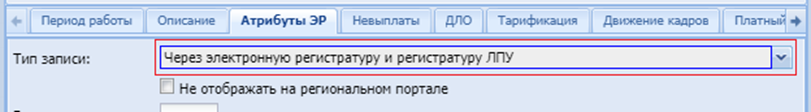 Период работы Описание Атрибуты ЭР Невыплаты ДЛО Тарификация Движение кадров Платный
Тип записи: Через электронную регистратуру и регистратуру ЛПУ
Не отображать на региональном портале